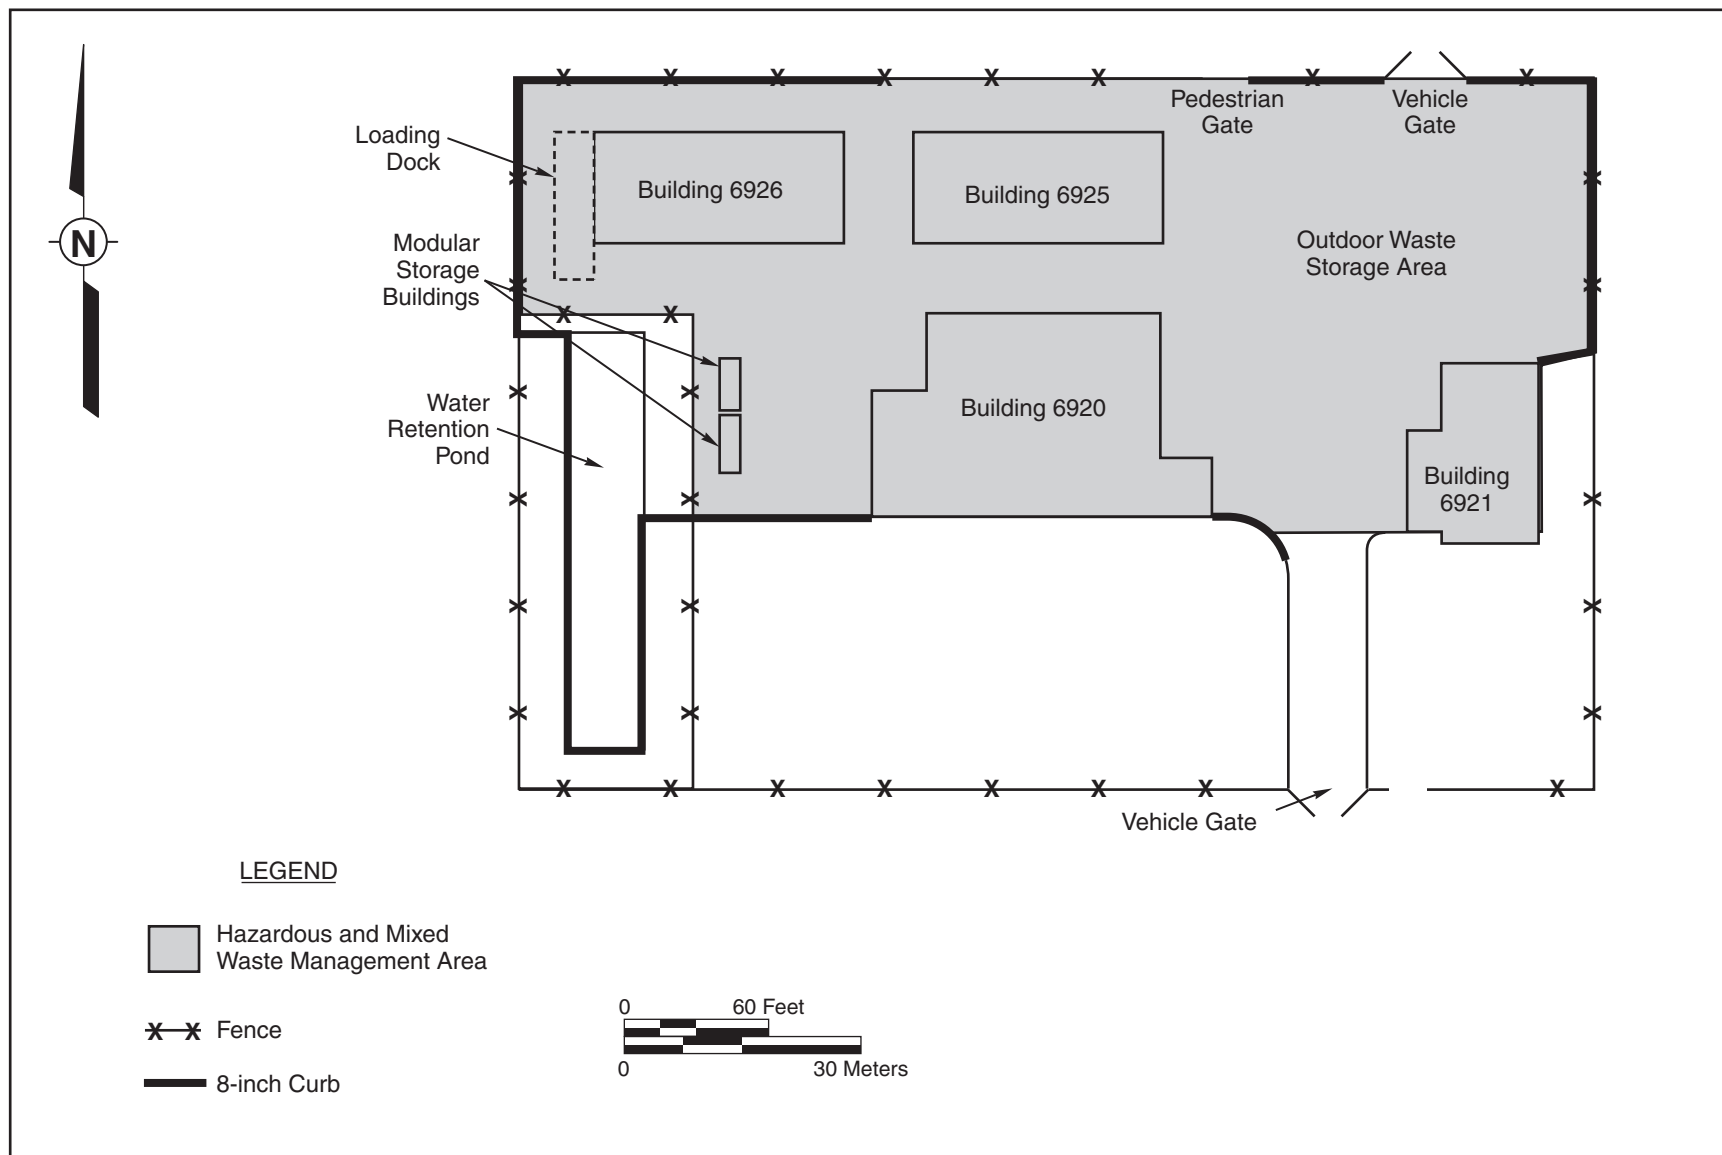 Pedestrian
Gate
Vehicle
Gate
Loading
Dock
Building 6926
Building 6925
N
Modular
Storage
Buildings
Outdoor Waste
Storage Area
Water
Retention
Pond
Building 6920
Building
6921
Vehicle Gate
LEGEND
Hazardous and Mixed
Waste Management Area
X X Fence
8-inch Curb
0 60 Feet
0 30 Meters